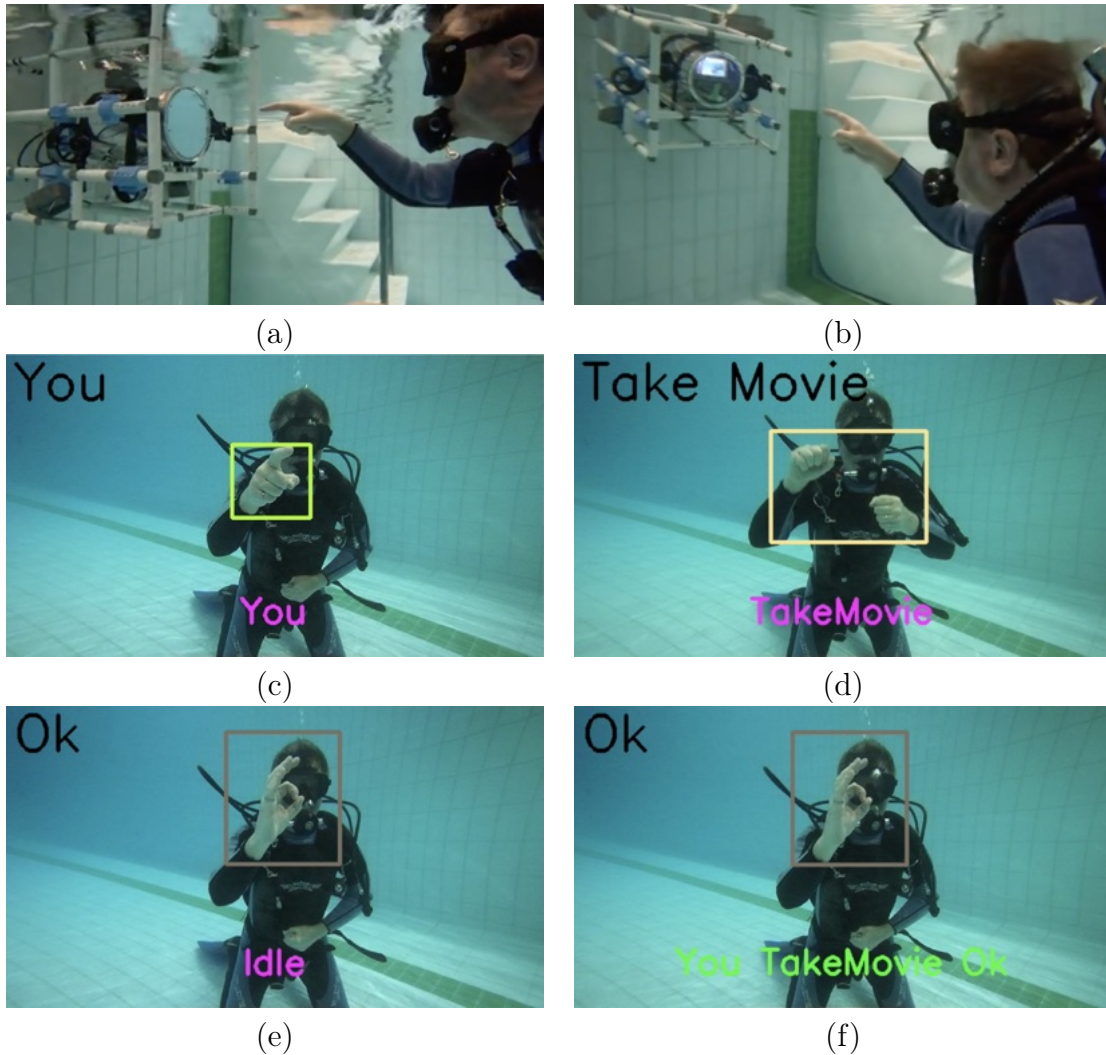 (a)
(b)
You
You
Take Movie
TakeMovie
(c)
(d)
Ok
Idle
Ok
You TakeMovie Ok
(e)
(f)